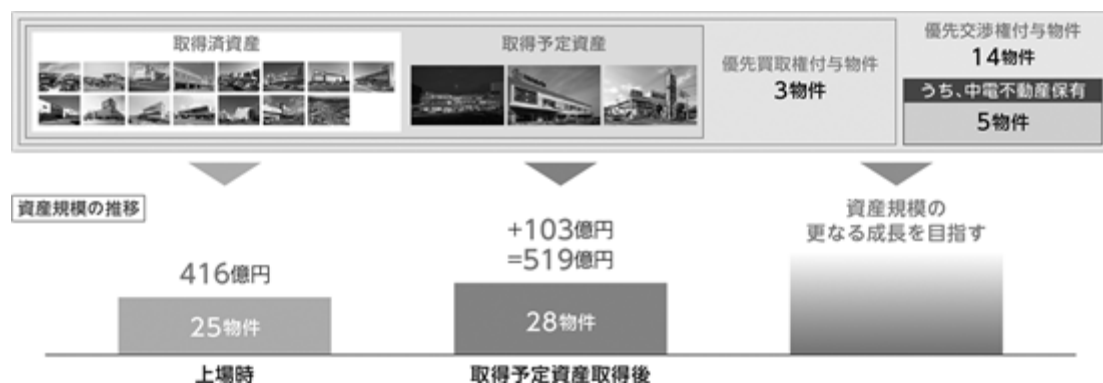 取得済資産
取得予定資産
優先買取権付与物件
3物件
優先交渉権付与物件
14物件
うち、中電不動産保有
5物件
資産規模の推移
416億円
25物件
上場時
+103億円
=519億円
28物件
取得予定資産取得後
資産規模の
更なる成長を目指す